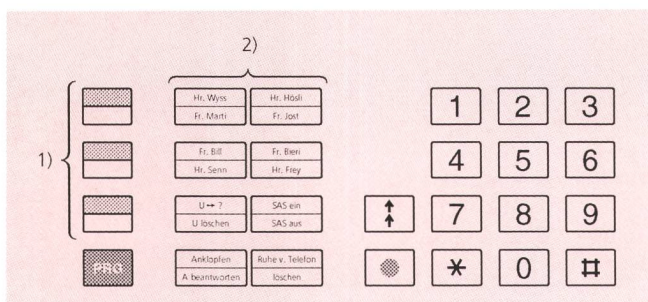 2)
1)
Hr. Wyss Hr. Hösli 1 2 3
Fr. Marti Fr. Jost
Fr. Bill Fr. Bieri 4 5 6
Hr. Senn Hr. Frey
U ↔ ? SAS ein 7 8 9
U löschen SAS aus
PRG Anklopfen Ruhe v. Telefon * 0 #
A beantworten löschen